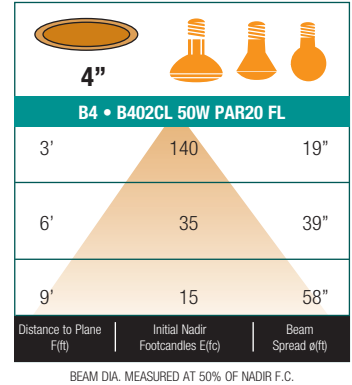 4”
B4 • B402CL 50W PAR20 FL
3’ 140 19”
6’ 35 39”
9’ 15 58”
Distance to Plane F(ft)
Initial Nadir Footcandles E(fc)
Beam Spread ø(ft)
BEAM DIA. MEASURED AT 50% OF NADIR F.C.